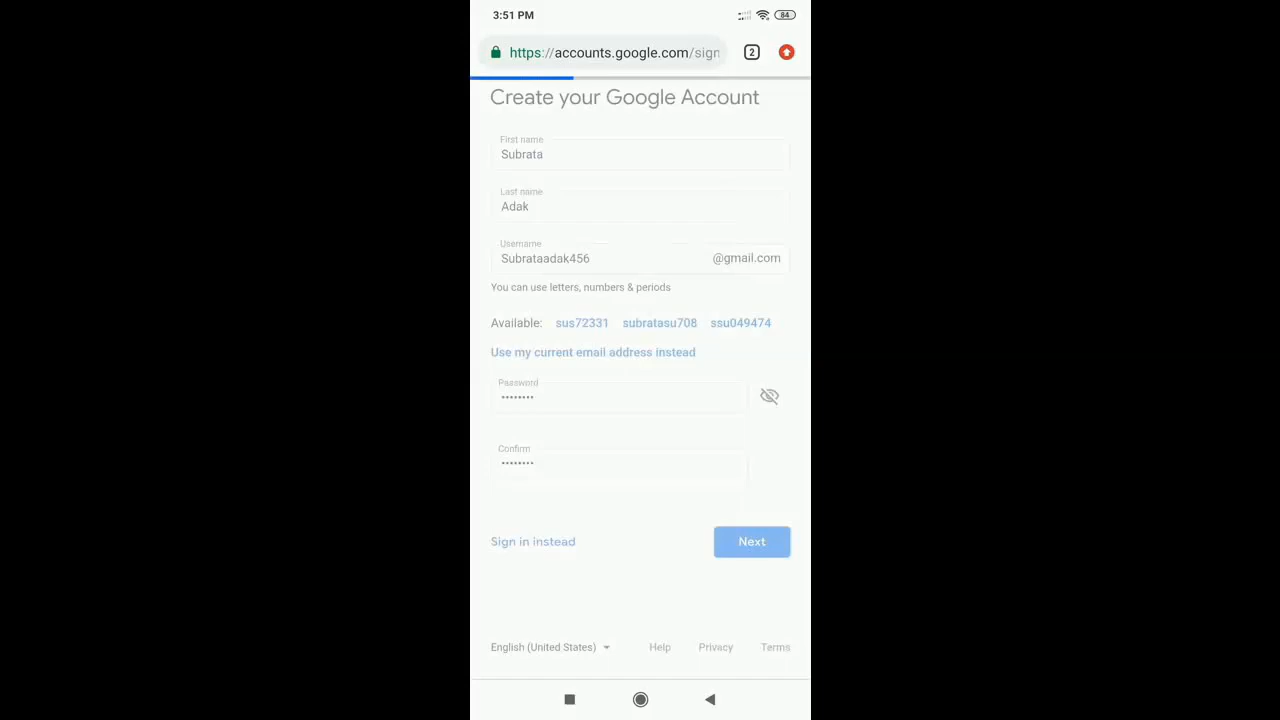 3:51 PM 84
https://accounts.google.com/sign 2
Create your Google Account
First name
Subrata
Last name
Adak
Username
Subrataadak456 @gmail.com
You can use letters, numbers & periods
Available: sus72331 subratasu708 ssu049474
Use my current email address instead
Password
••••••••
Confirm
••••••••
Sign in instead Next
English (United States) Help Privacy Terms